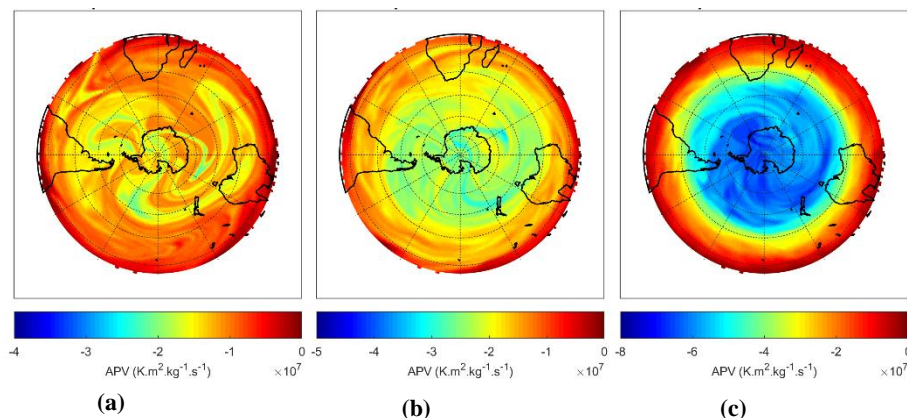 -4 -3 -2 -1 0
APV (K.m².kg⁻¹.s⁻¹) ×10⁷
(a)
-5 -4 -3 -2 -1 0
APV (K.m².kg⁻¹.s⁻¹) ×10⁷
(b)
-8 -6 -4 -2 0
APV (K.m².kg⁻¹.s⁻¹) ×10⁷
(c)